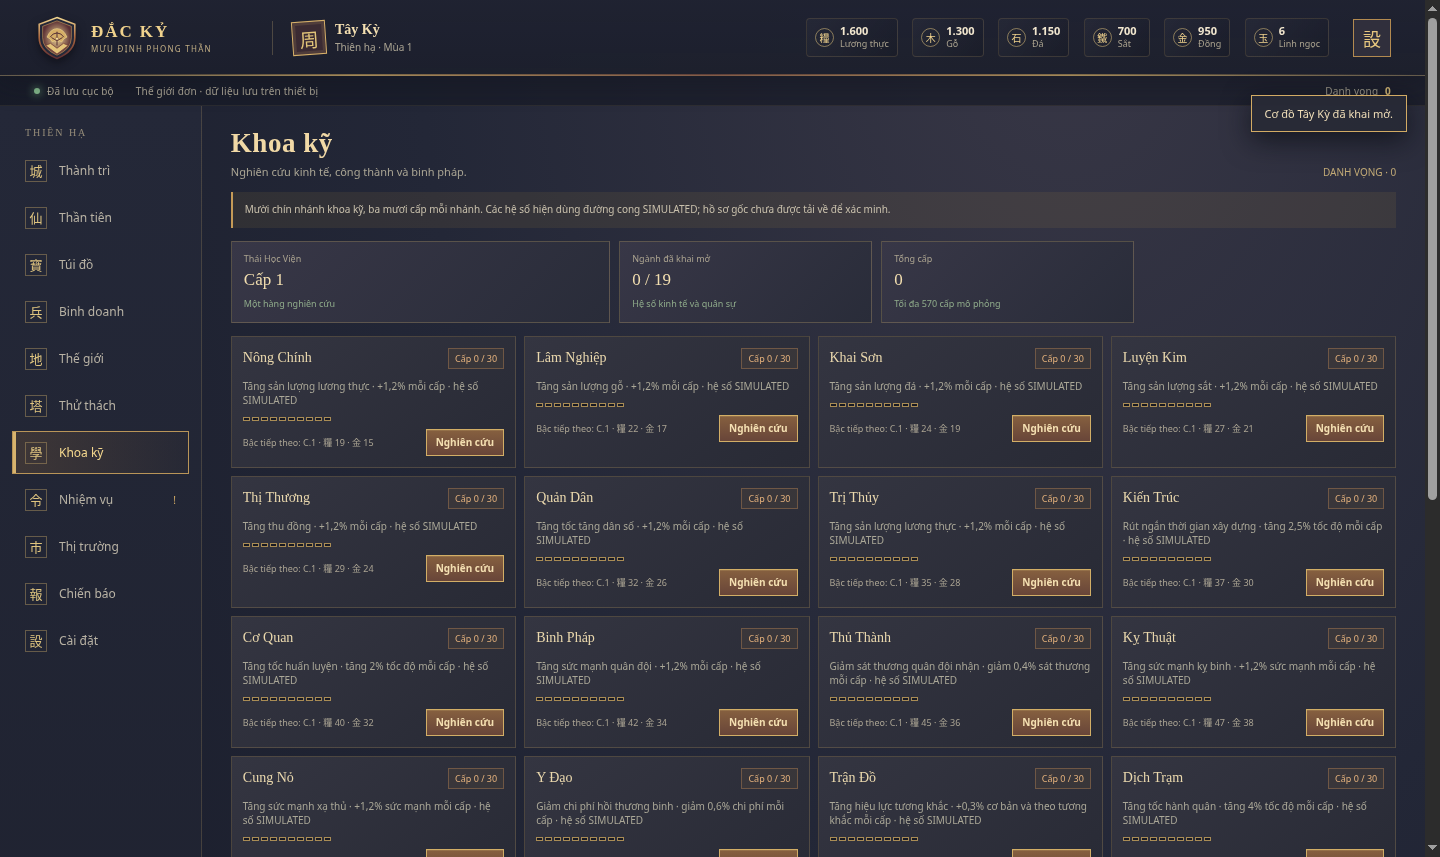 ĐẮC KỶ
MƯU ĐỊNH PHONG THẦN
周
Tây Kỳ
Thiên hạ · Mùa 1
糧 1.600 Lương thực
木 1.300 Gỗ
石 1.150 Đá
鐵 700 Sắt
金 950 Đồng
玉 6 Linh ngọc
設
Đã lưu cục bộ
Thế giới đơn · dữ liệu lưu trên thiết bị
Danh vọng 0
Cơ đồ Tây Kỳ đã khai mở.
THIÊN HẠ
城 Thành trì
仙 Thần tiên
寶 Túi đồ
兵 Binh doanh
地 Thế giới
塔 Thử thách
學 Khoa kỹ
令 Nhiệm vụ !
市 Thị trường
報 Chiến báo
設 Cài đặt
Khoa kỹ
Nghiên cứu kinh tế, công thành và binh pháp.
DANH VỌNG · 0
Mười chín nhánh khoa kỹ, ba mươi cấp mỗi nhánh. Các hệ số hiện dùng đường cong SIMULATED; hồ sơ gốc chưa được tải về để xác minh.
Thái Học Viện
Cấp 1
Một hàng nghiên cứu
Ngành đã khai mở
0 / 19
Hệ số kinh tế và quân sự
Tổng cấp
0
Tối đa 570 cấp mô phỏng
Nông Chính
Cấp 0 / 30
Tăng sản lượng lương thực · +1,2% mỗi cấp · hệ số
SIMULATED
Bậc tiếp theo: C.1 · 糧 19 · 金 15
Nghiên cứu
Lâm Nghiệp
Cấp 0 / 30
Tăng sản lượng gỗ · +1,2% mỗi cấp · hệ số SIMULATED
Bậc tiếp theo: C.1 · 糧 22 · 金 17
Nghiên cứu
Khai Sơn
Cấp 0 / 30
Tăng sản lượng đá · +1,2% mỗi cấp · hệ số SIMULATED
Bậc tiếp theo: C.1 · 糧 24 · 金 19
Nghiên cứu
Luyện Kim
Cấp 0 / 30
Tăng sản lượng sắt · +1,2% mỗi cấp · hệ số SIMULATED
Bậc tiếp theo: C.1 · 糧 27 · 金 21
Nghiên cứu
Thị Thương
Cấp 0 / 30
Tăng thu đồng · +1,2% mỗi cấp · hệ số SIMULATED
Bậc tiếp theo: C.1 · 糧 29 · 金 24
Nghiên cứu
Quản Dân
Cấp 0 / 30
Tăng tốc tăng dân số · +1,2% mỗi cấp · hệ số
SIMULATED
Bậc tiếp theo: C.1 · 糧 32 · 金 26
Nghiên cứu
Trị Thủy
Cấp 0 / 30
Tăng sản lượng lương thực · +1,2% mỗi cấp · hệ số
SIMULATED
Bậc tiếp theo: C.1 · 糧 35 · 金 28
Nghiên cứu
Kiến Trúc
Cấp 0 / 30
Rút ngắn thời gian xây dựng · tăng 2,5% tốc độ mỗi cấp
· hệ số SIMULATED
Bậc tiếp theo: C.1 · 糧 37 · 金 30
Nghiên cứu
Cơ Quan
Cấp 0 / 30
Tăng tốc huấn luyện · tăng 2% tốc độ mỗi cấp · hệ số
SIMULATED
Bậc tiếp theo: C.1 · 糧 40 · 金 32
Nghiên cứu
Binh Pháp
Cấp 0 / 30
Tăng sức mạnh quân đội · +1,2% mỗi cấp · hệ số
SIMULATED
Bậc tiếp theo: C.1 · 糧 42 · 金 34
Nghiên cứu
Thủ Thành
Cấp 0 / 30
Giảm sát thương quân đội nhận · giảm 0,4% sát thương
mỗi cấp · hệ số SIMULATED
Bậc tiếp theo: C.1 · 糧 45 · 金 36
Nghiên cứu
Kỵ Thuật
Cấp 0 / 30
Tăng sức mạnh kỵ binh · +1,2% sức mạnh mỗi cấp · hệ
số SIMULATED
Bậc tiếp theo: C.1 · 糧 47 · 金 38
Nghiên cứu
Cung Nỏ
Cấp 0 / 30
Tăng sức mạnh xạ thủ · +1,2% sức mạnh mỗi cấp · hệ
số SIMULATED
Y Đạo
Cấp 0 / 30
Giảm chi phí hồi thương binh · giảm 0,6% chi phí mỗi
cấp · hệ số SIMULATED
Trận Đồ
Cấp 0 / 30
Tăng hiệu lực tương khắc · +0,3% cơ bản và theo tương
khắc mỗi cấp · hệ số SIMULATED
Dịch Trạm
Cấp 0 / 30
Tăng tốc hành quân · tăng 4% tốc độ mỗi cấp · hệ số
SIMULATED